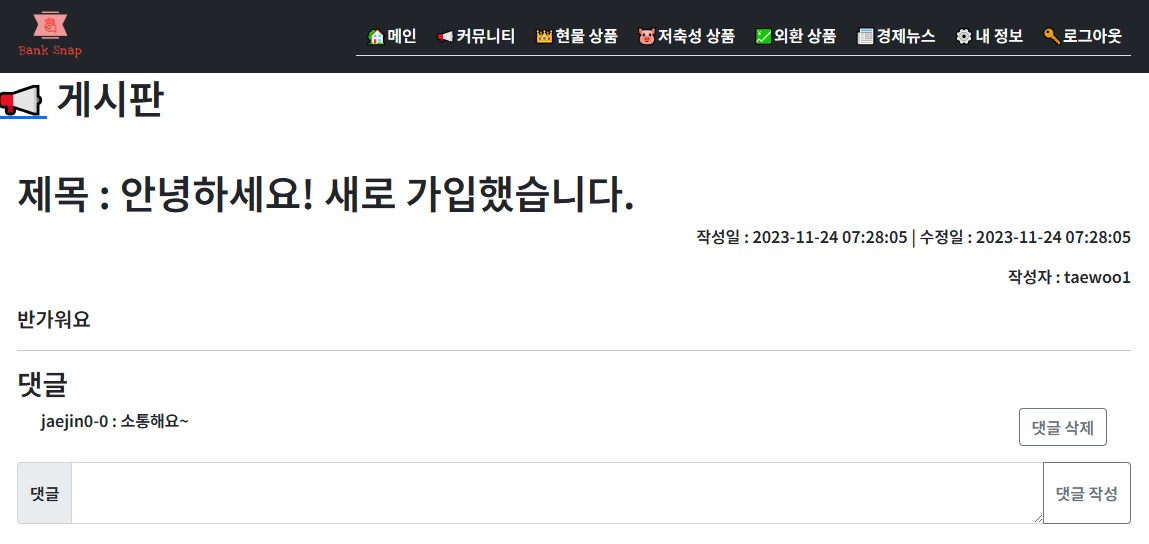 Bank Snap
메인 커뮤니티 현물 상품 저축성 상품 외환 상품 경제뉴스 내 정보 로그아웃
게시판
제목 : 안녕하세요! 새로 가입했습니다.
작성일 : 2023-11-24 07:28:05 | 수정일 : 2023-11-24 07:28:05
작성자 : taewoo1
반가워요
댓글
jaejin0-0 : 소통해요~
댓글 삭제
댓글
댓글 작성